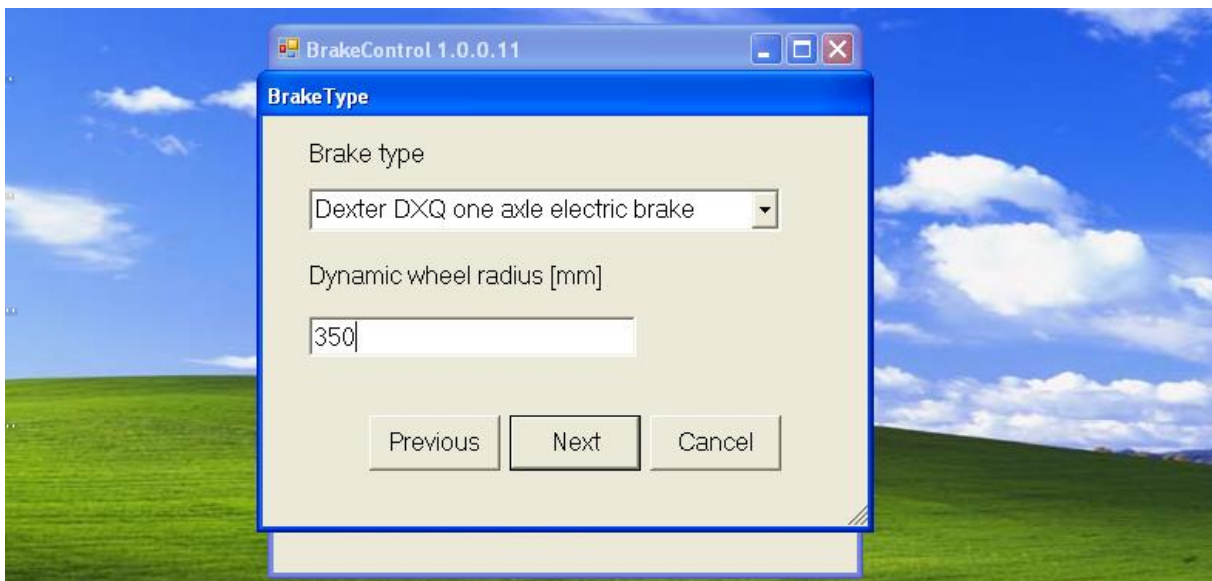 BrakeControl 1.0.0.11
BrakeType
Brake type
Dexter DXQ one axle electric brake
Dynamic wheel radius [mm]
350
Previous Next Cancel